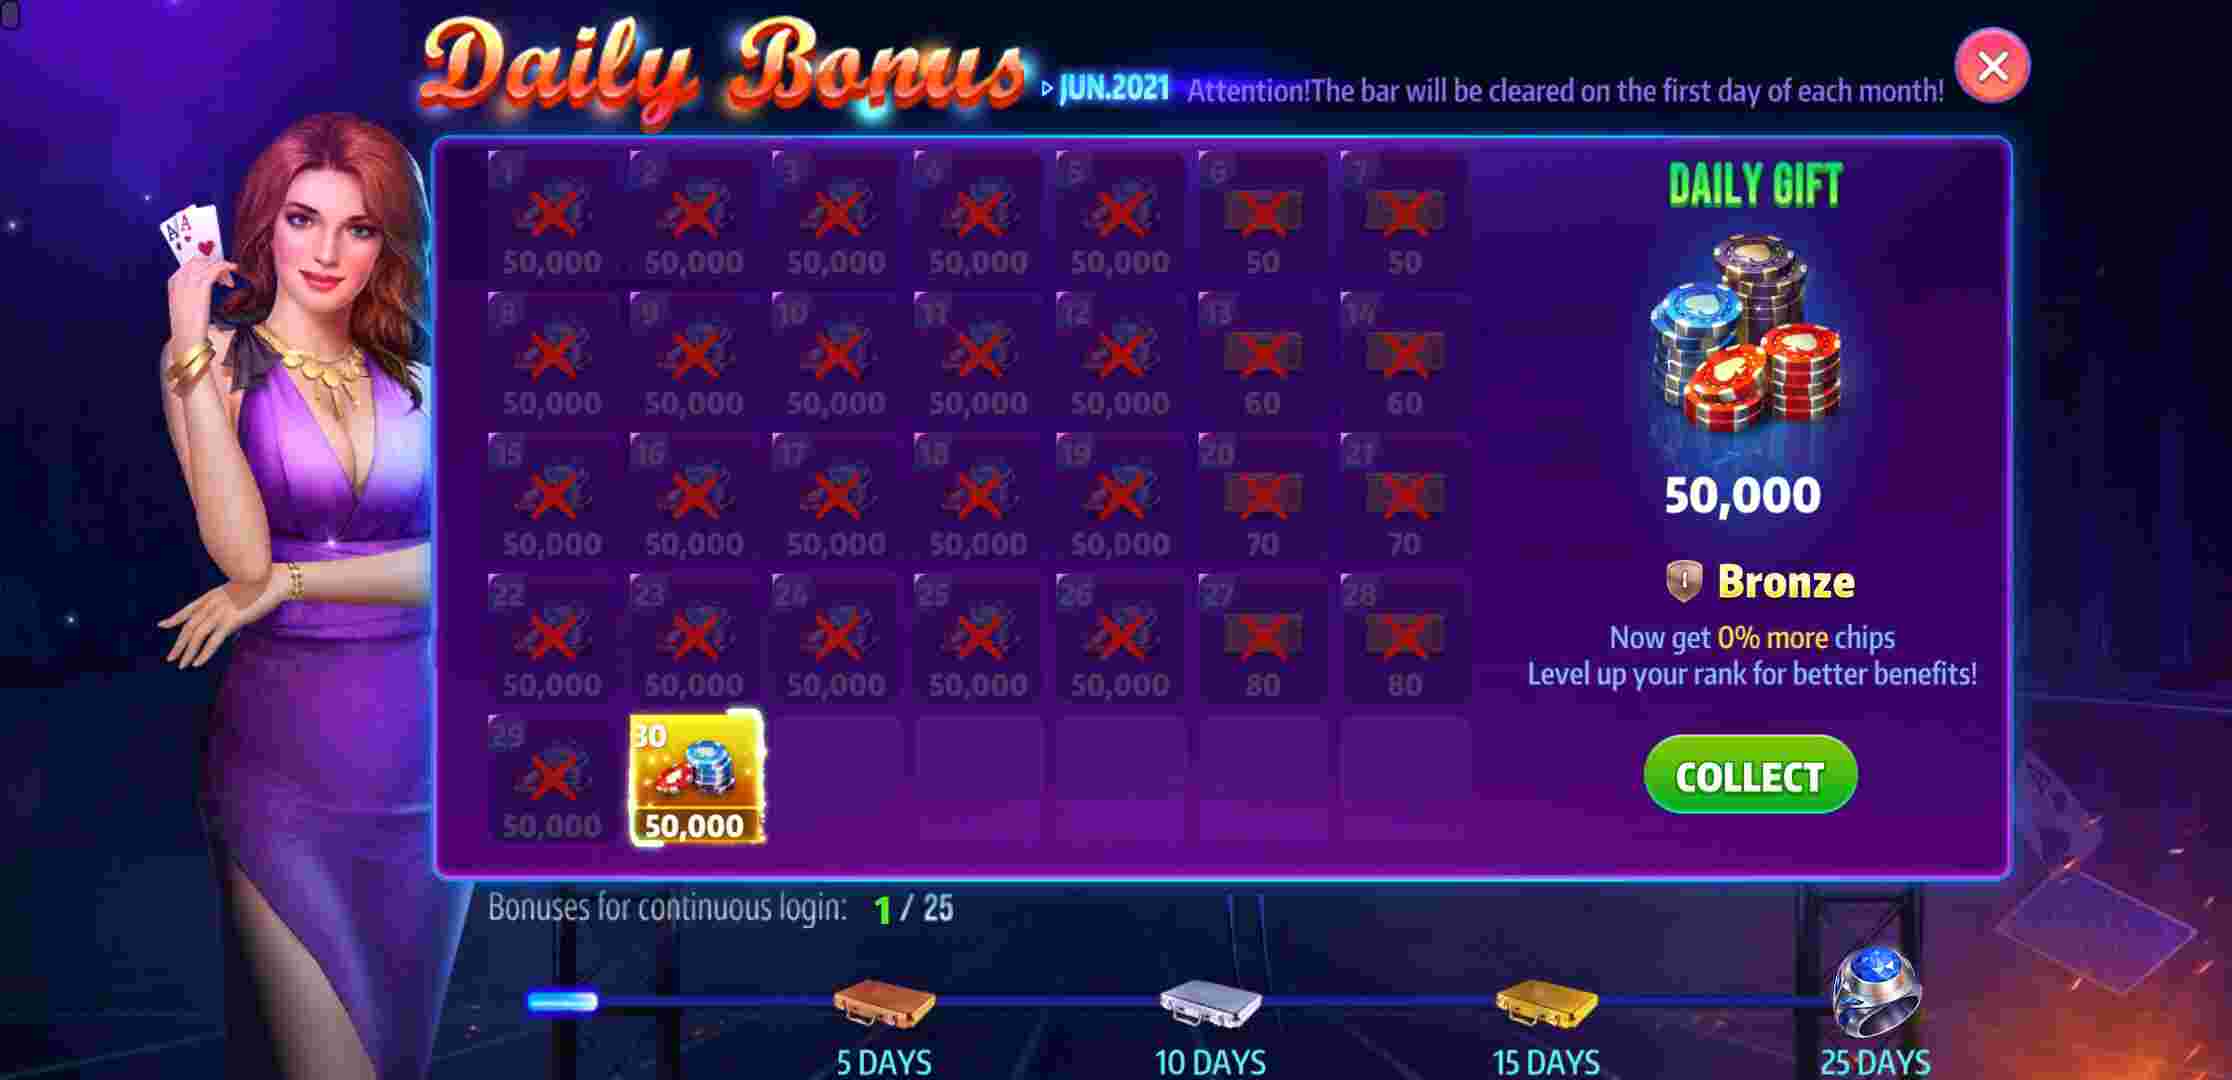 Daily Bonus
JUN.2021
Attention!The bar will be cleared on the first day of each month!
1 2 3 4 5 6 7
50,000 50,000 50,000 50,000 50,000 50 50
8 9 10 11 12 13 14
50,000 50,000 50,000 50,000 50,000 60 60
15 16 17 18 19 20 21
50,000 50,000 50,000 50,000 50,000 70 70
22 23 24 25 26 27 28
50,000 50,000 50,000 50,000 50,000 80 80
29 30
50,000 50,000
DAILY GIFT
50,000
Bronze
Now get 0% more chips
Level up your rank for better benefits!
COLLECT
Bonuses for continuous login: 1 / 25
5 DAYS 10 DAYS 15 DAYS 25 DAYS